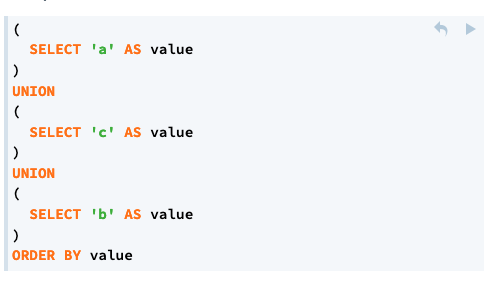 (
  SELECT 'a' AS value
)
UNION
(
  SELECT 'c' AS value
)
UNION
(
  SELECT 'b' AS value
)
ORDER BY value